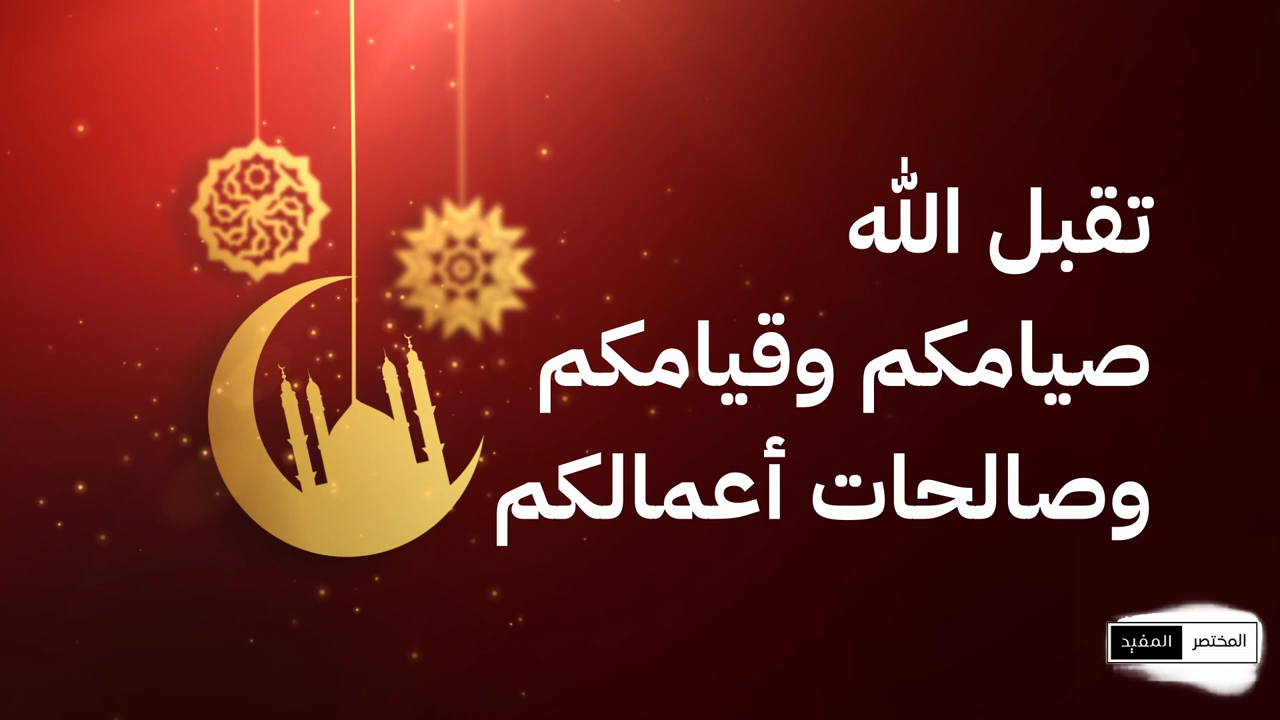 تقبل الله
صيامكم وقيامكم
وصالحات أعمالكم
المختصر المفيد